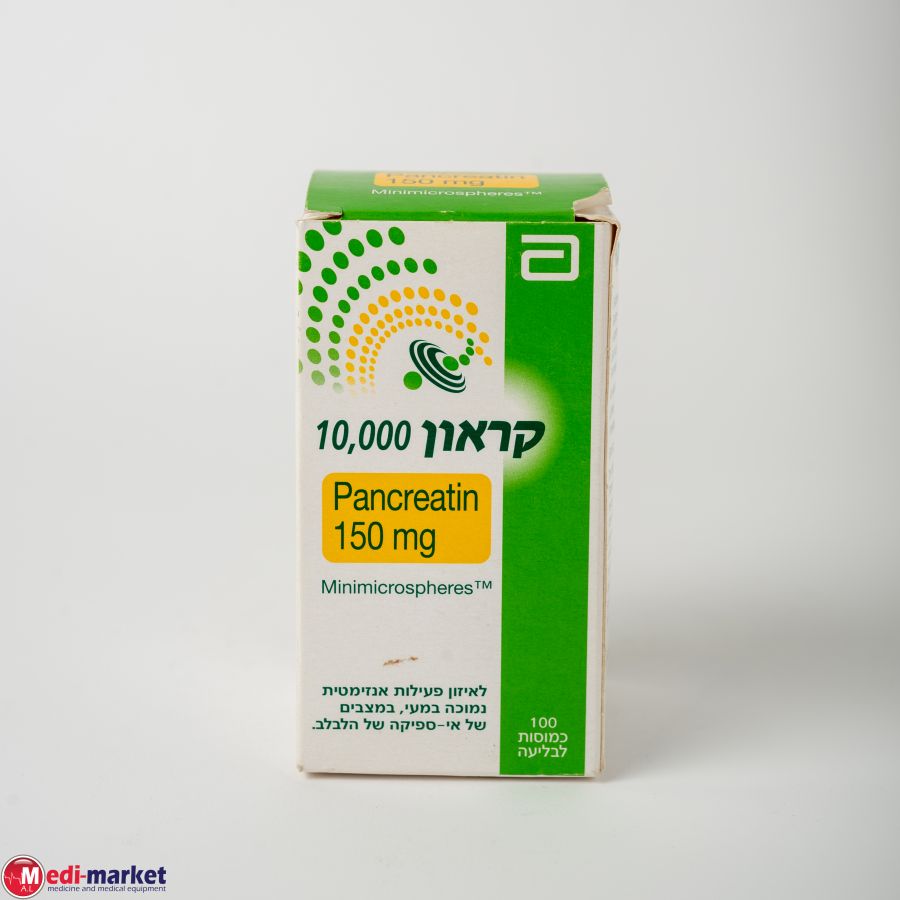 Pancreatin
150 mg
Minimicrospheres™
קראון 10,000
Pancreatin
150 mg
Minimicrospheres™
לאיזון פעילות אנזימטית
נמוכה במעי, במצבים
של אי-ספיקה של הלבלב.
100
כמוסות
לבליעה
Medi-market
A.L
medicine and medical equipment